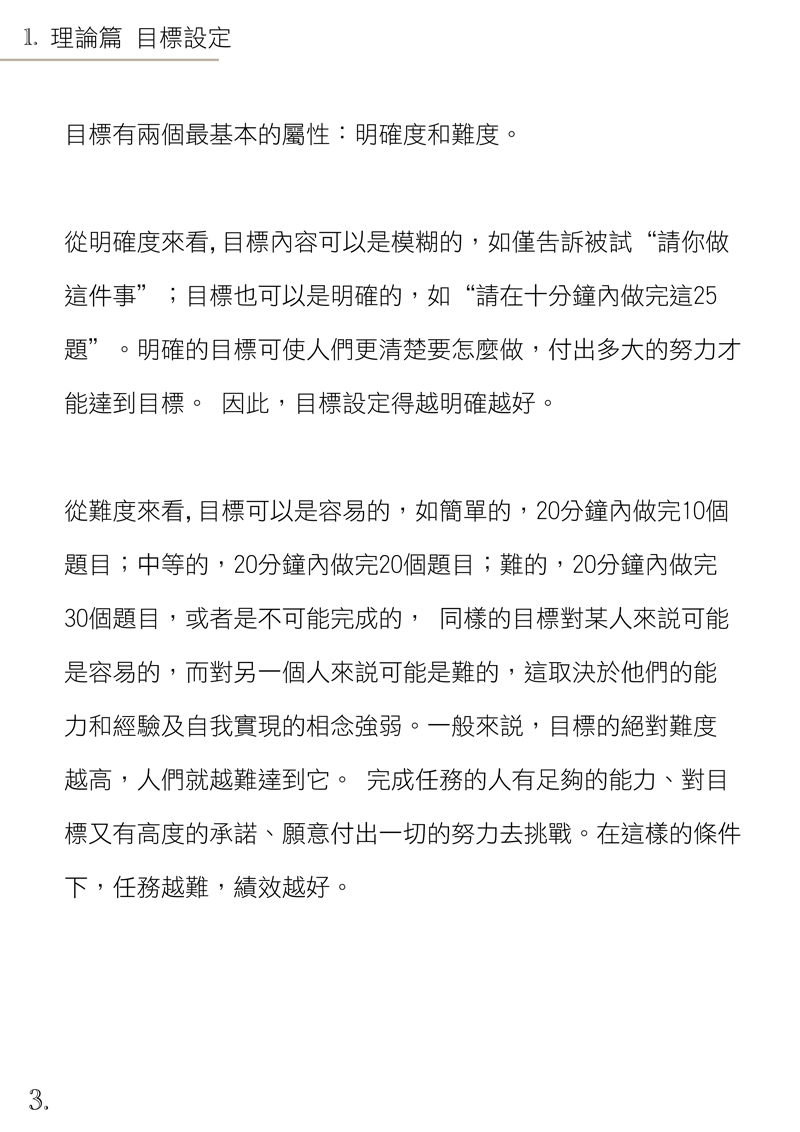 1. 理論篇 目標設定
目標有兩個最基本的屬性：明確度和難度。
從明確度來看，目標內容可以是模糊的，如僅告訴被試“請你做
這件事”；目標也可以是明確的，如“請在十分鐘內做完這25
題”。明確的目標可使人們更清楚要怎麼做，付出多大的努力才
能達到目標。 因此，目標設定得越明確越好。
從難度來看，目標可以是容易的，如簡單的，20分鐘內做完10個
題目；中等的，20分鐘內做完20個題目；難的，20分鐘內做完
30個題目，或者是不可能完成的， 同樣的目標對某人來說可能
是容易的，而對另一個人來說可能是難的，這取決於他們的能
力和經驗及自我實現的相念強弱。一般來說，目標的絕對難度
越高，人們就越難達到它。 完成任務的人有足夠的能力、對目
標又有高度的承諾、願意付出一切的努力去挑戰。在這樣的條件
下，任務越難，績效越好。
3.